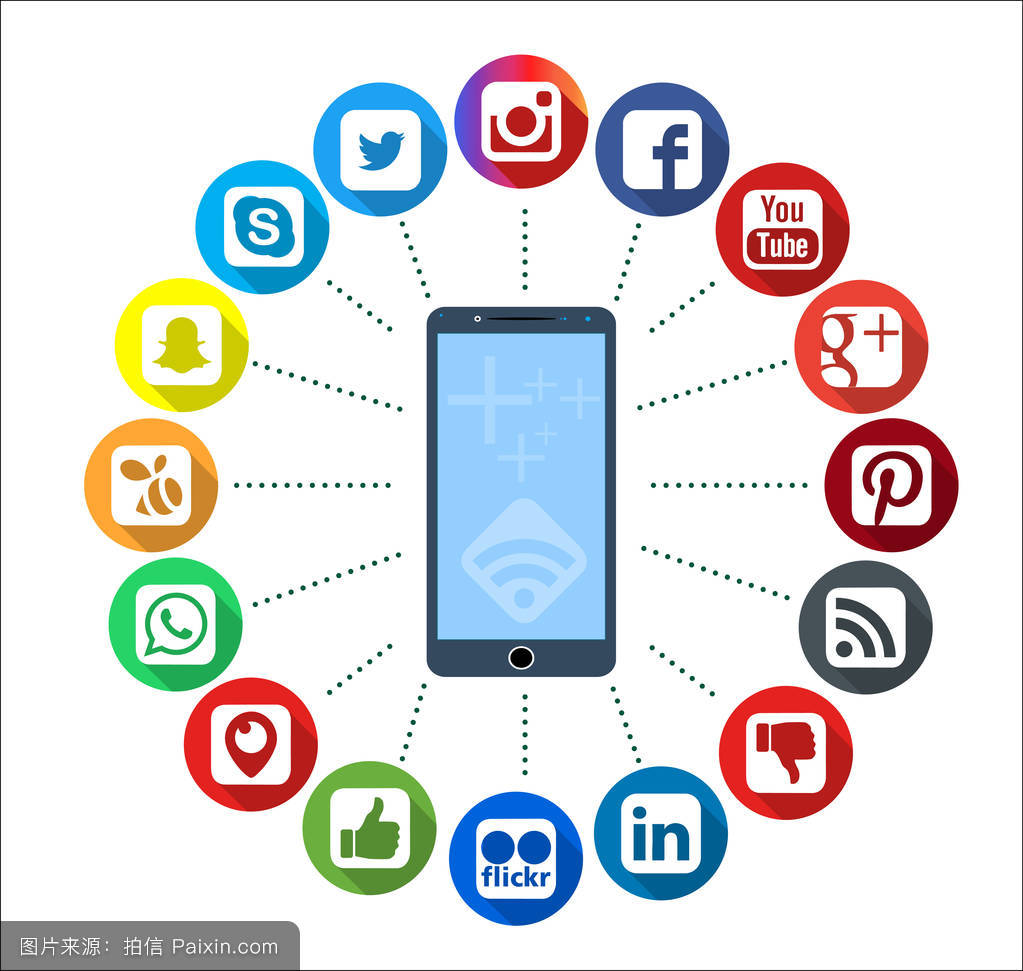 f
You
Tube
S
g+
in
flickr
图片来源：拍信 Paixin.com